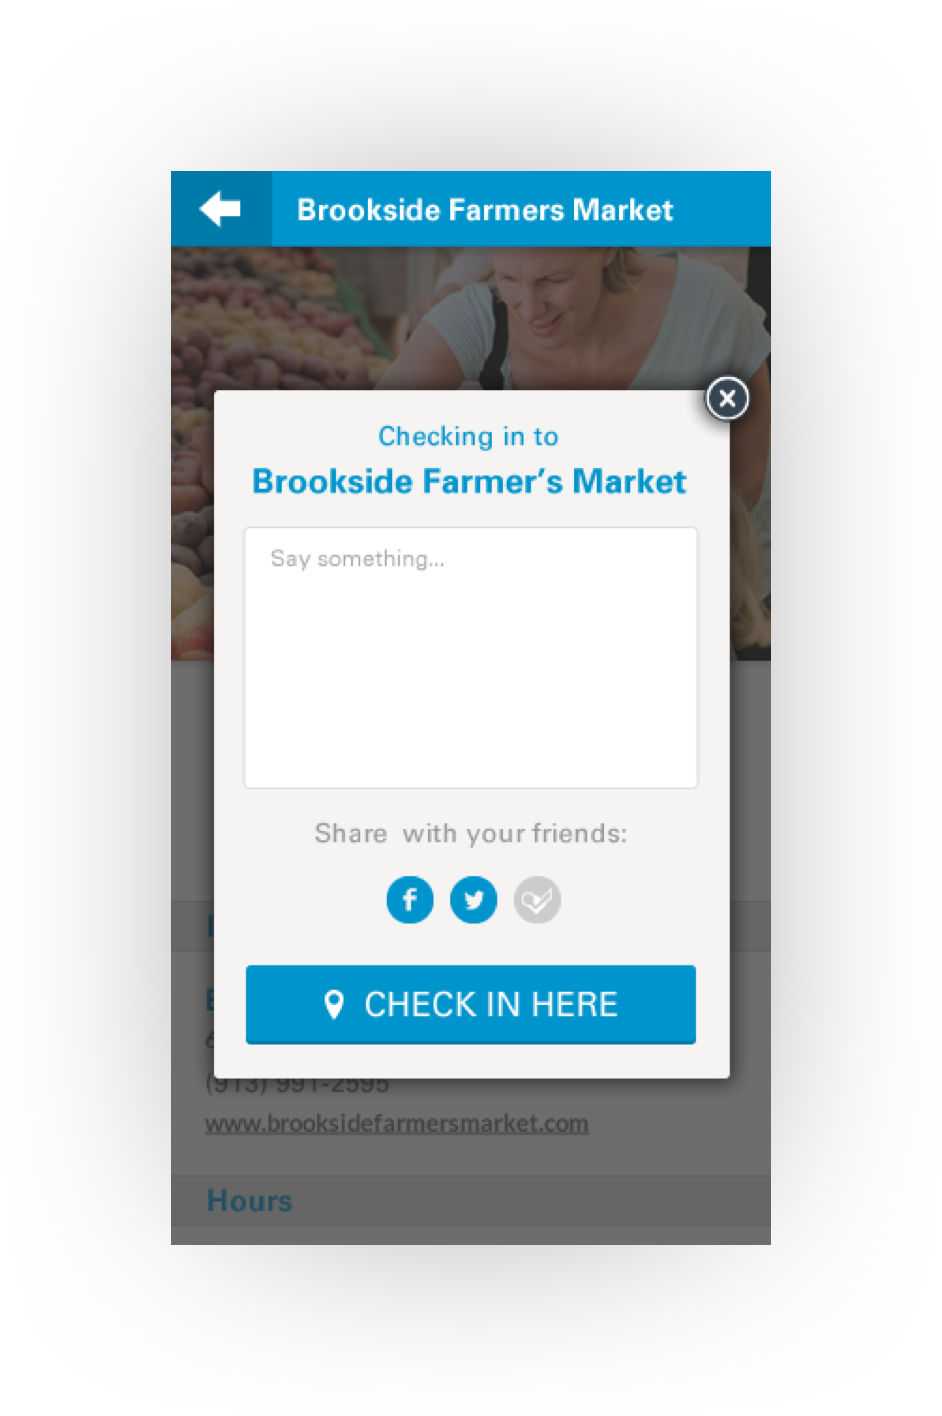 Brookside Farmers Market
Checking in to
Brookside Farmer’s Market
Say something...
Share with your friends:
CHECK IN HERE
(913) 991-2595
www.brooksidefarmersmarket.com
Hours